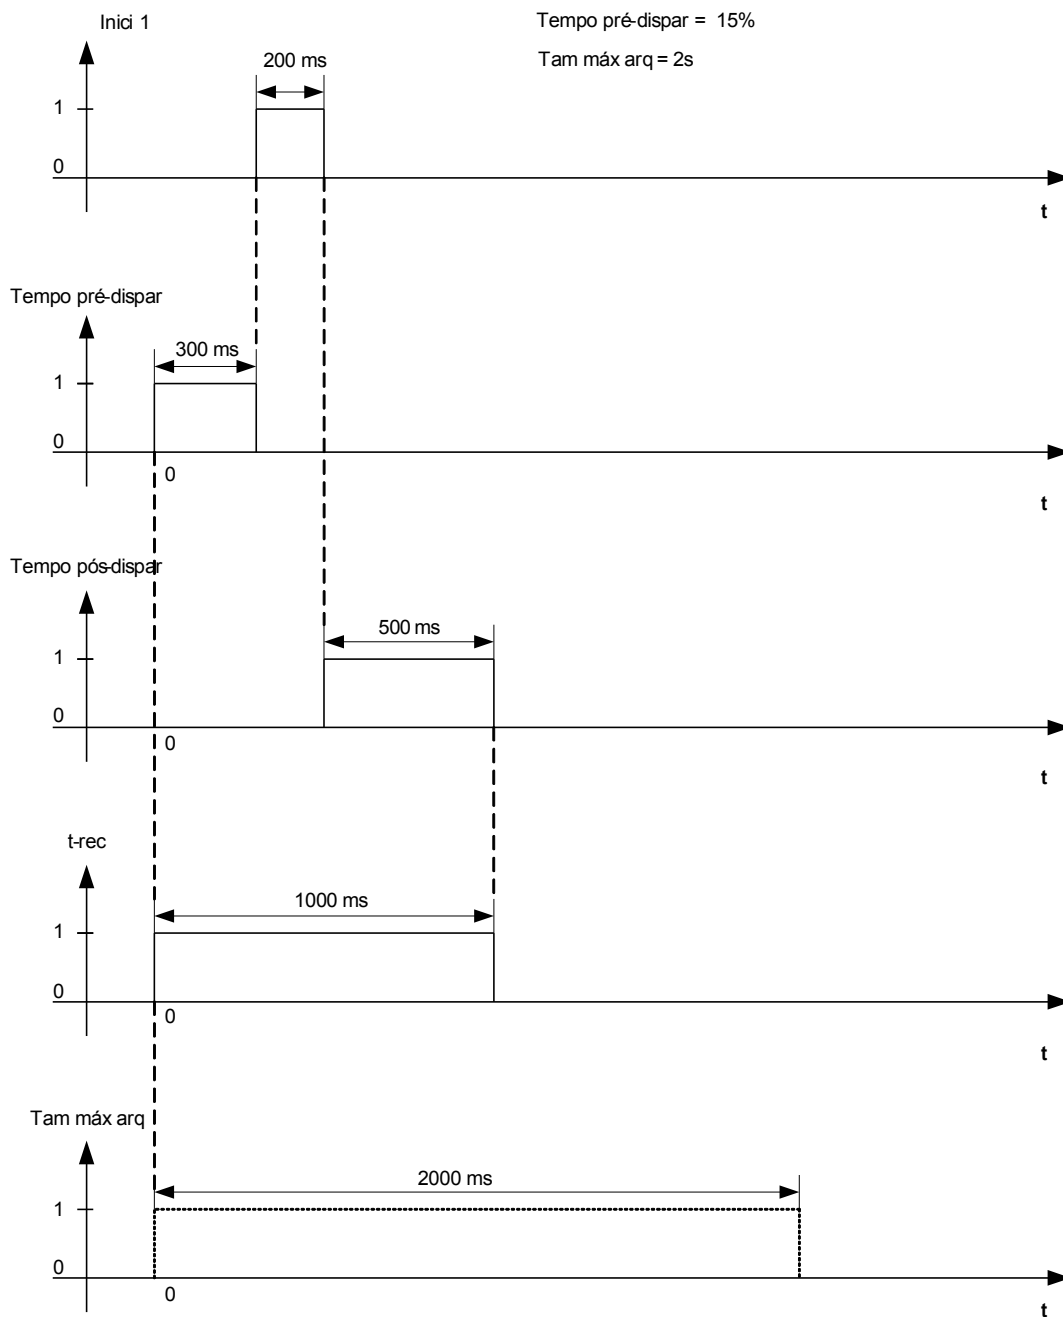 Inici 1
Tempo pré-dispar = 15%
Tam máx arq = 2s
200 ms
1
0
t
Tempo pré-dispar
300 ms
1
0
0
t
Tempo pós-dispar
500 ms
1
0
0
t
t-rec
1000 ms
1
0
0
t
Tam máx arq
2000 ms
1
0
0
t